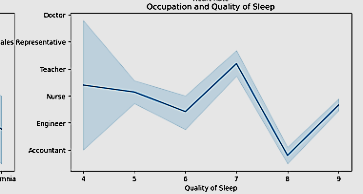 Occupation and Quality of Sleep
Doctor
ales Representative
Teacher
Nurse
Engineer
Accountant
4 5 6 7 8 9
mnia
Quality of Sleep